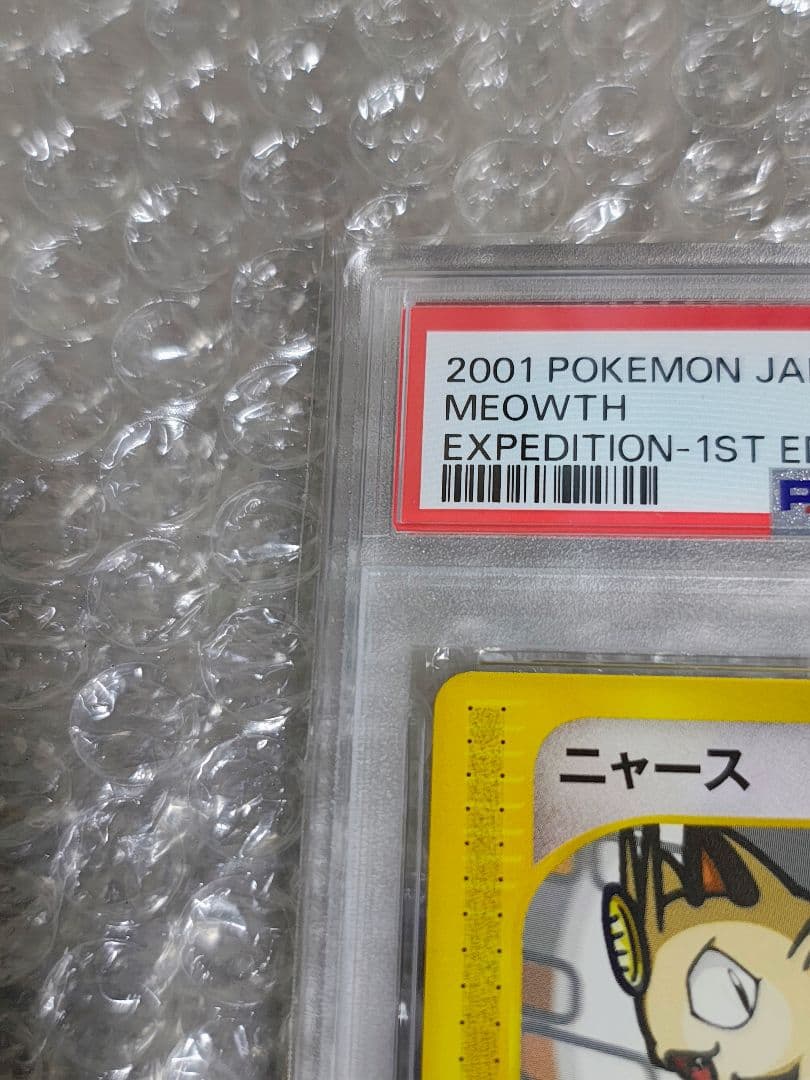 2001 POKEMON JA
MEOWTH
EXPEDITION-1ST E
ニャース